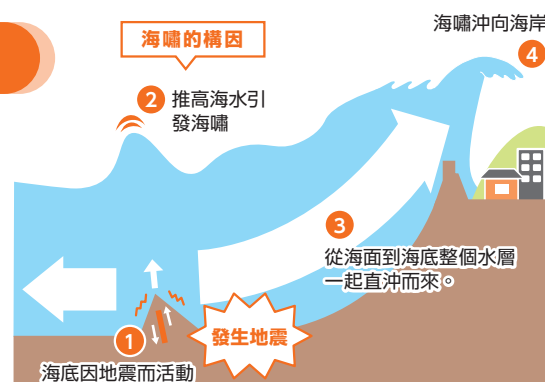 海嘯的構因
海嘯沖向海岸
4
2 推高海水引
發海嘯
3
從海面到海底整個水層
一起直沖而來。
1
發生地震
海底因地震而活動